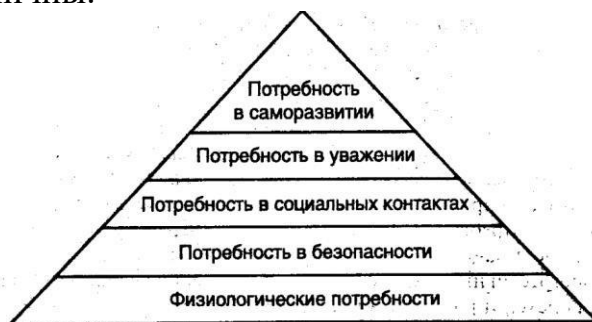 Потребность
в саморазвитии
Потребность в уважении
Потребность в социальных контактах
Потребность в безопасности
Физиологические потребности